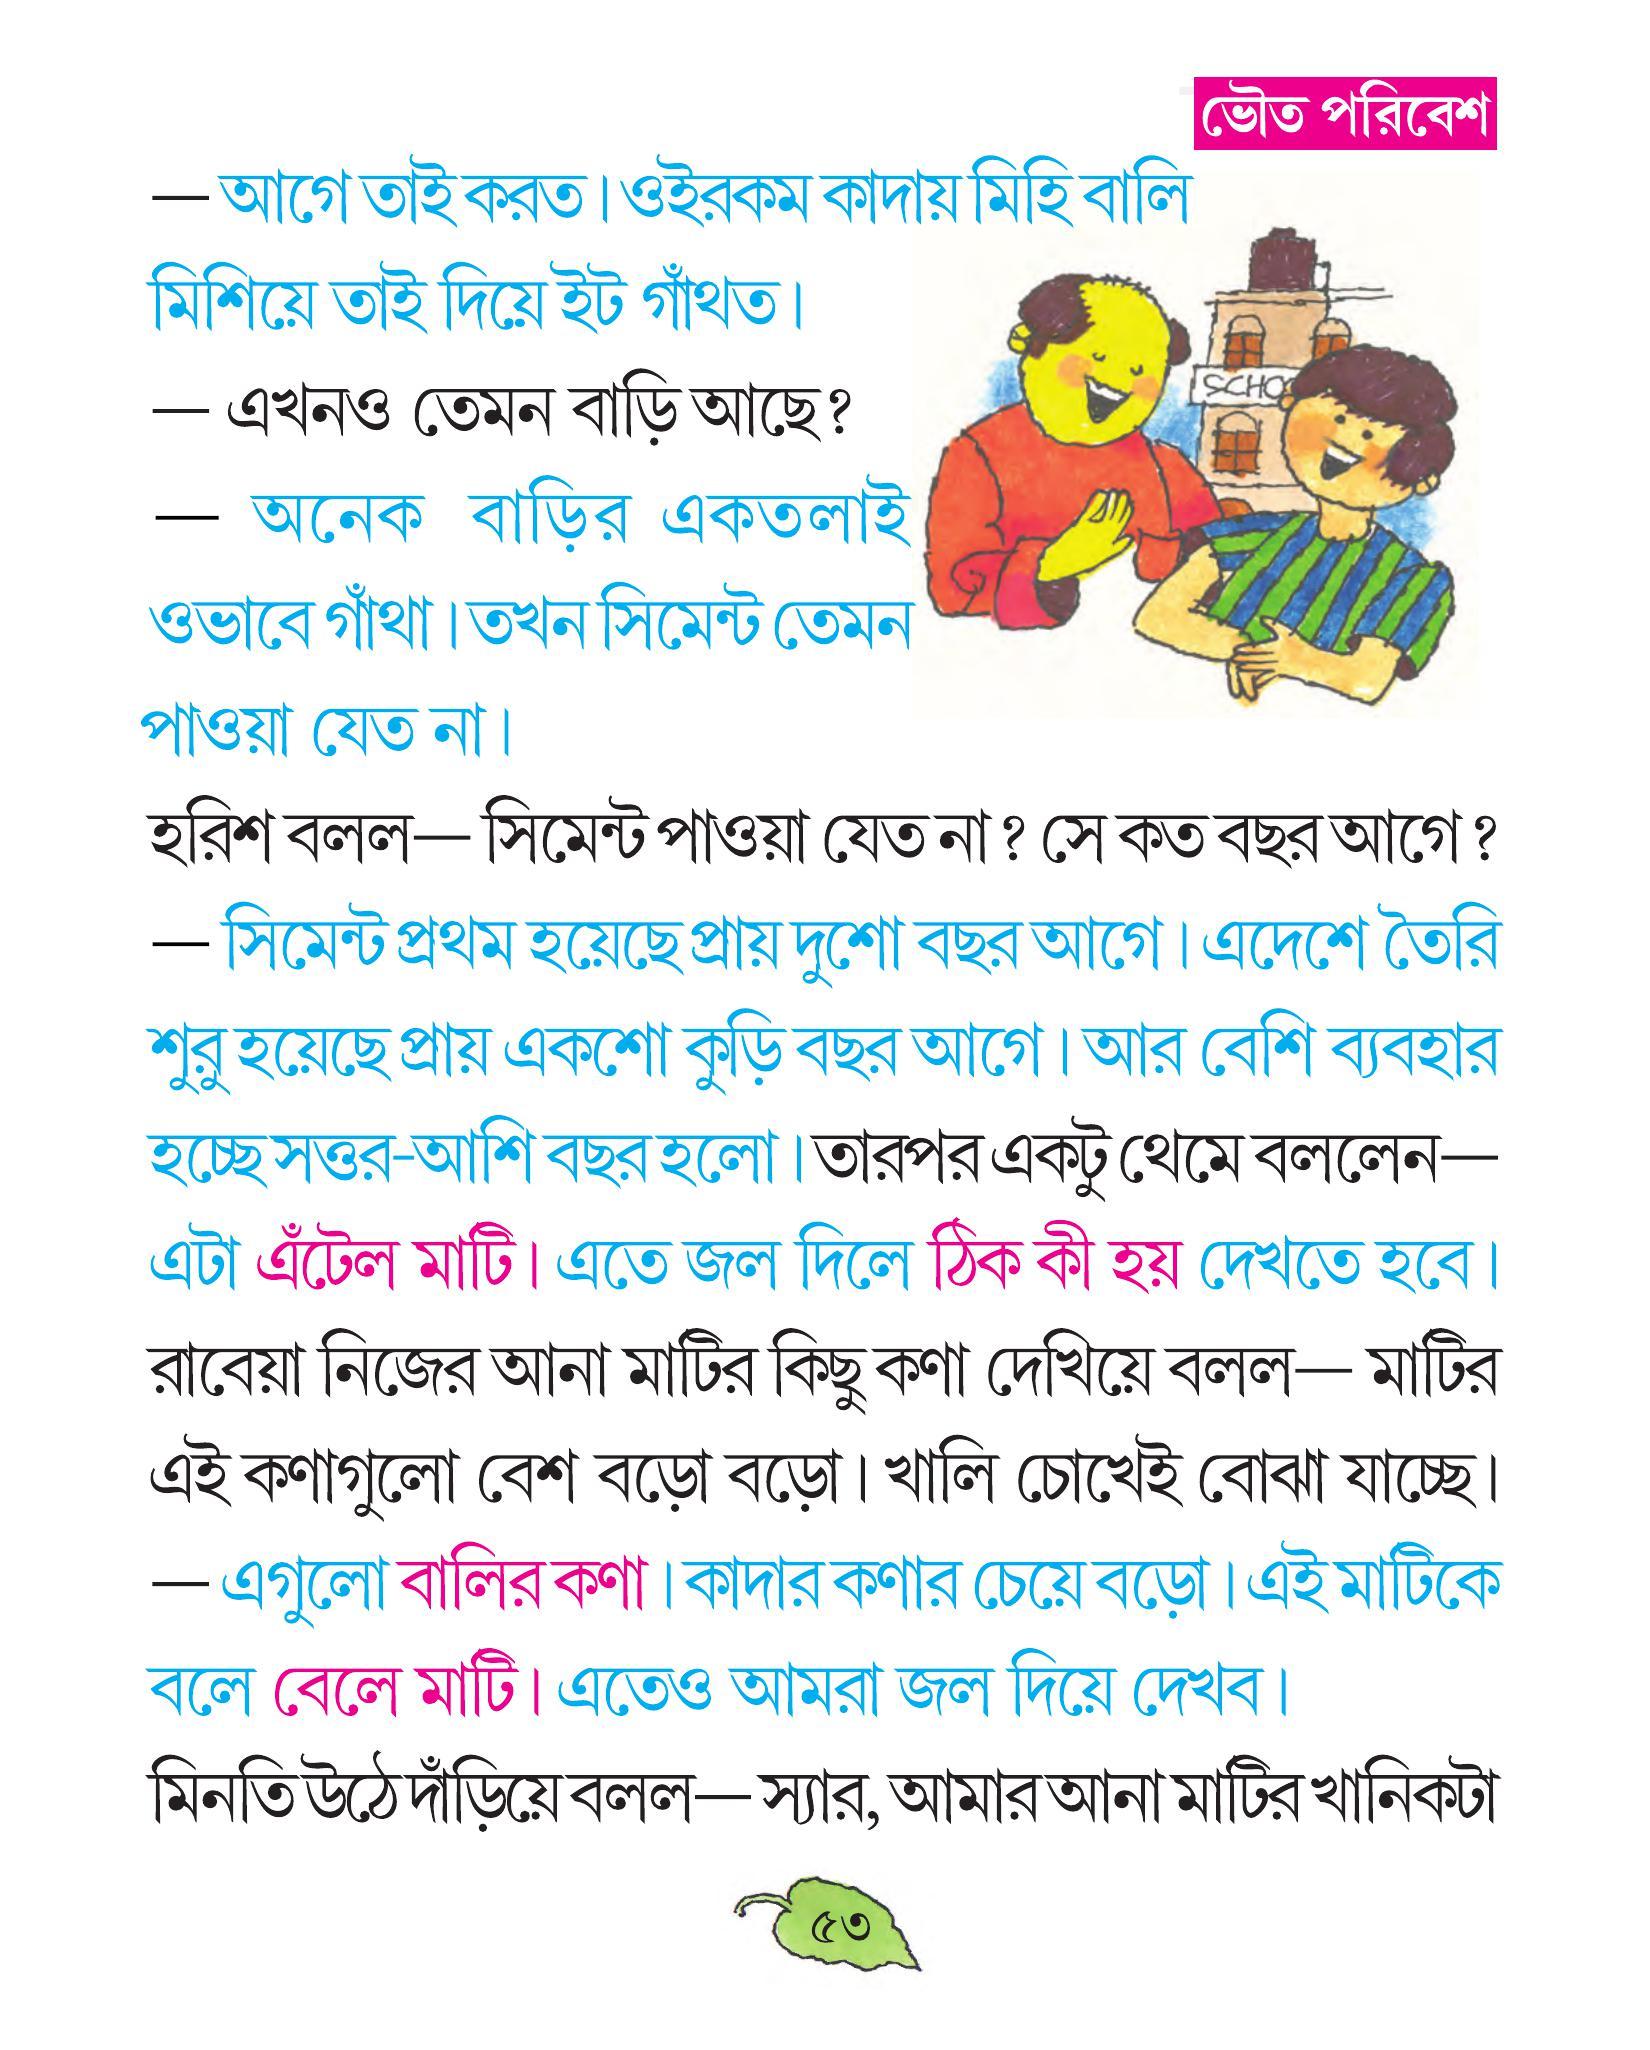 ভৌত পরিবেশ
— আগে তাই করত। ওইরকম কাদায় মিহি বালি
মিশিয়ে তাই দিয়ে ইট গাঁথত।
— এখনও তেমন বাড়ি আছে?
— অনেক বাড়ির একতলাই
ওভাবে গাঁথা। তখন সিমেন্ট তেমন
পাওয়া যেত না।
হরিশ বলল— সিমেন্ট পাওয়া যেত না? সে কত বছর আগে?
— সিমেন্ট প্রথম হয়েছে প্রায় দুশো বছর আগে। এদেশে তৈরি
শুরু হয়েছে প্রায় একশো কুড়ি বছর আগে। আর বেশি ব্যবহার
হচ্ছে সত্তর-আশি বছর হলো। তারপর একটু থেমে বললেন—
এটা এঁটেল মাটি। এতে জল দিলে ঠিক কী হয় দেখতে হবে।
রাবেয়া নিজের আনা মাটির কিছু কণা দেখিয়ে বলল— মাটির
এই কণাগুলো বেশ বড়ো বড়ো। খালি চোখেই বোঝা যাচ্ছে।
— এগুলো বালির কণা। কাদার কণার চেয়ে বড়ো। এই মাটিকে
বলে বেলে মাটি। এতেও আমরা জল দিয়ে দেখব।
মিনতি উঠে দাঁড়িয়ে বলল— স্যার, আমার আনা মাটির খানিকটা
৫৩